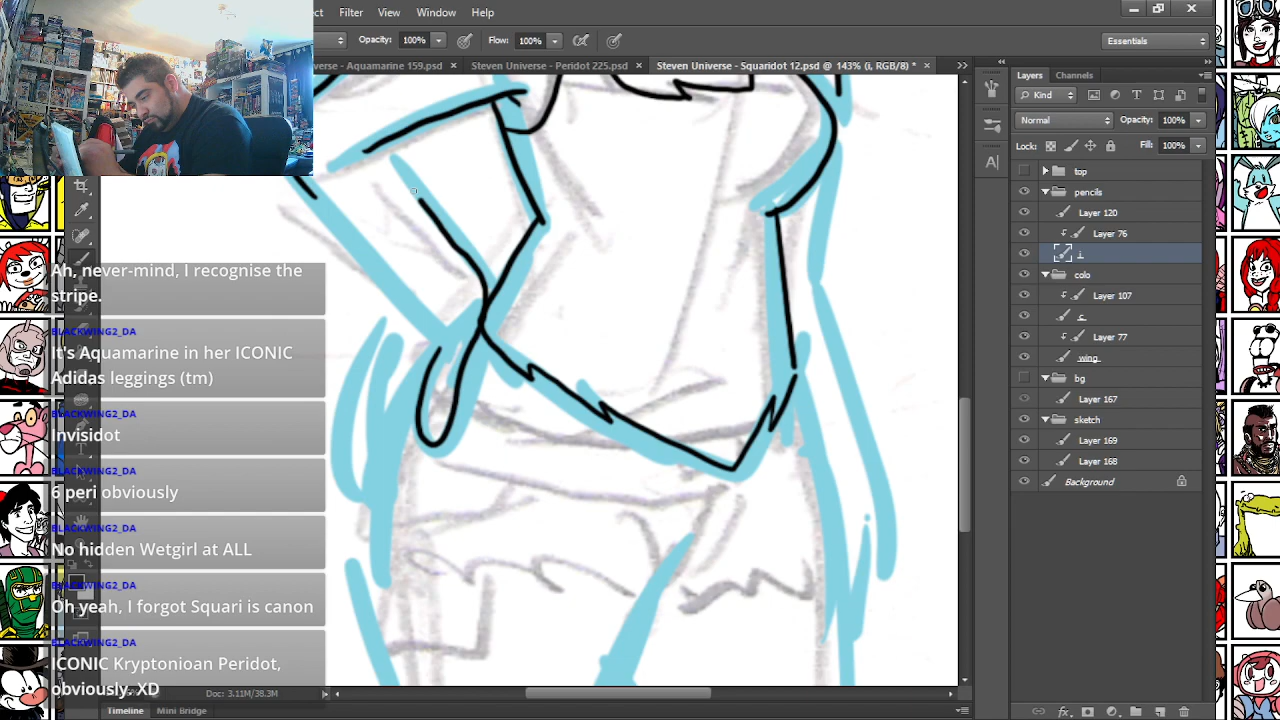 ct Filter View Window Help
Opacity: 100% Flow: 100% Essentials
verse - Aquamarine 159.psd × Steven Universe - Peridot 225.psd × Steven Universe - Squaridot 12.psd @ 143% (i, RGB/8) * ×
Layers Channels
Kind
Normal Opacity: 100%
Lock: Fill: 100%
top
pencils
Layer 120
Layer 76
i
colo
Layer 107
c
Layer 77
wing
bg
Layer 167
sketch
Layer 169
Layer 168
Background
Ah, never-mind, I recognise the
stripe.
BLACKWING2_DA
It's Aquamarine in her ICONIC
Adidas leggings (tm)
BLACKWING2_DA
Invisidot
BLACKWING2_DA
6 peri obviously
BLACKWING2_DA
No hidden Wetgirl at ALL
BLACKWING2_DA
Oh yeah, I forgot Squari is canon
BLACKWING2_DA
ICONIC Kryptonioan Peridot,
obviously. XD
Doc: 3.11M/38.3M
Timeline Mini Bridge